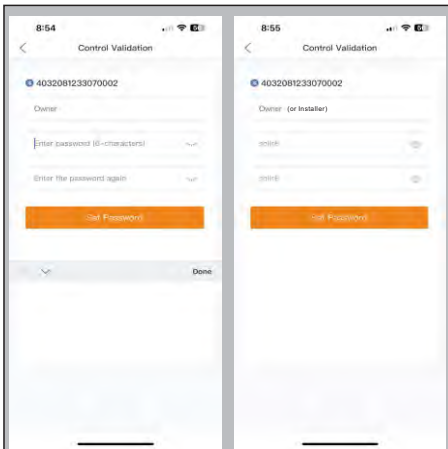 8:54
Control Validation
4032081233070002
Owner
Enter password (6-characters)
Enter the password again
Set Password
Done
8:55
Control Validation
4032081233070002
Owner (or Installer)
Set Password